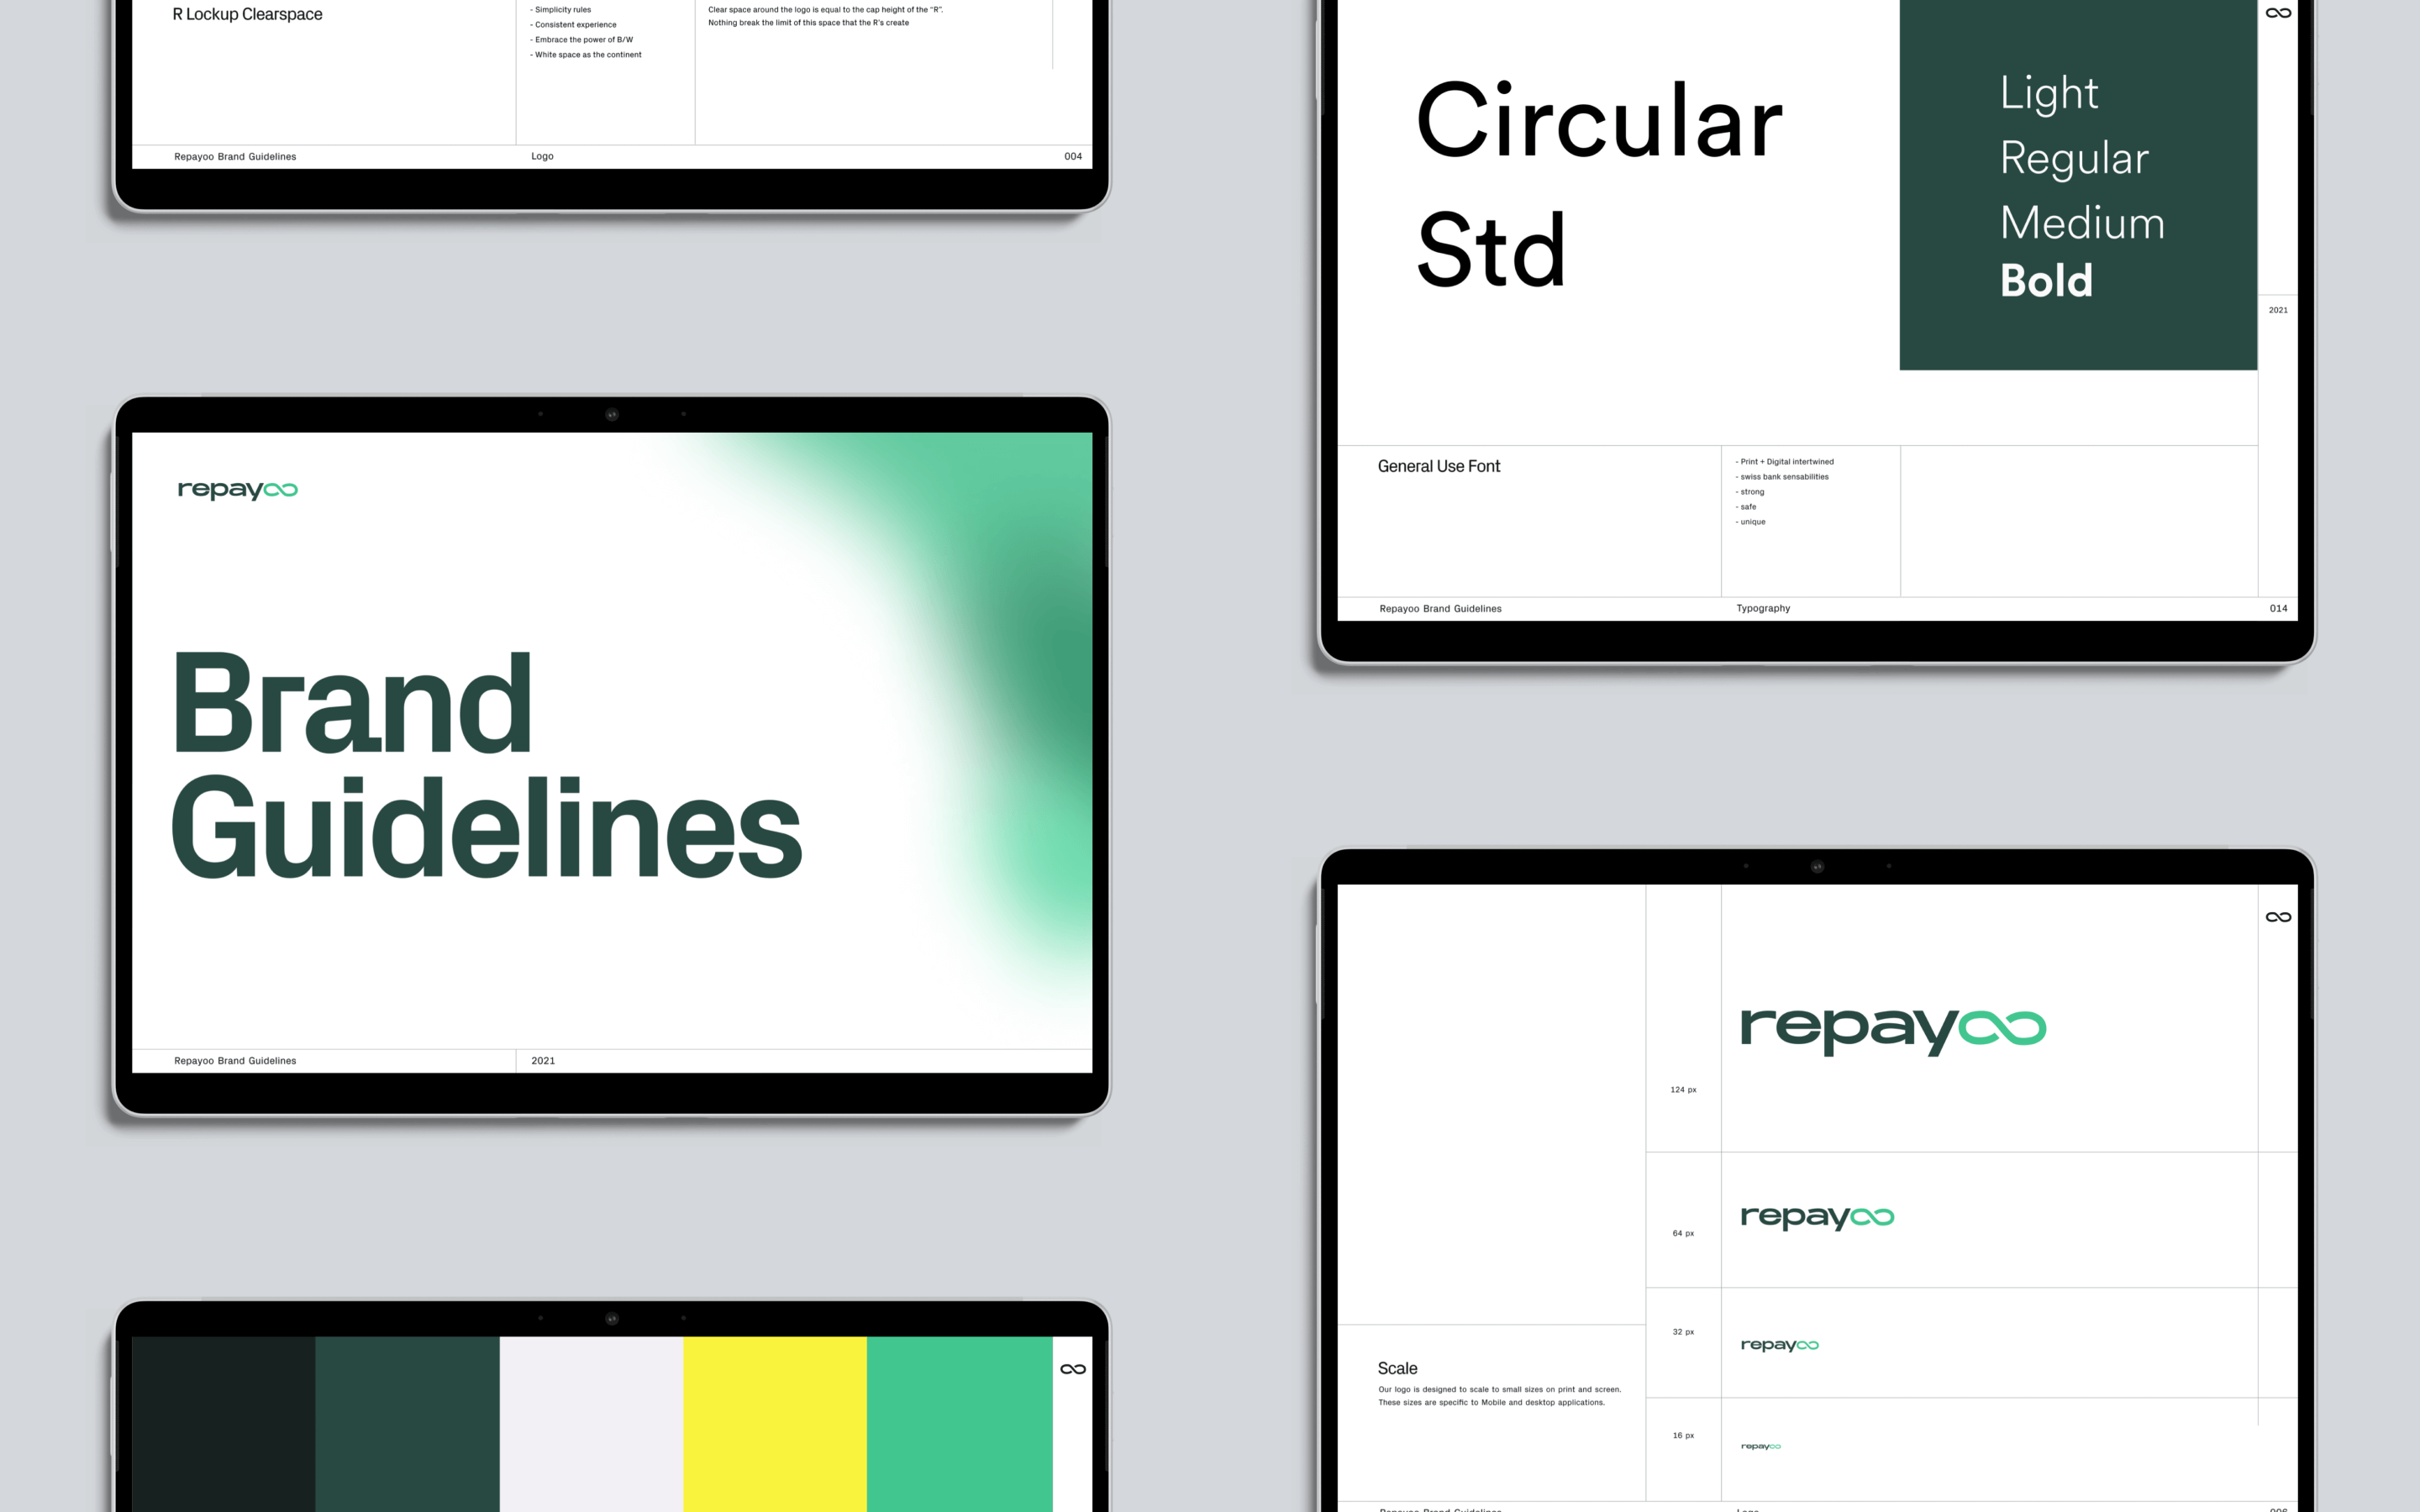 R Lockup Clearspace
- Simplicity rules
- Consistent experience
- Embrace the power of B/W
- White space as the continent
Clear space around the logo is equal to the cap height of the "R".
Nothing break the limit of this space that the R's create
Repayoo Brand Guidelines
Logo
004
repayoo
Brand
Guidelines
Repayoo Brand Guidelines
2021
Circular
Std
Light
Regular
Medium
Bold
2021
General Use Font
- Print + Digital intertwined
- swiss bank sensabilities
- strong
- safe
- unique
Repayoo Brand Guidelines
Typography
014
124 px
repayoo
64 px
repayoo
32 px
repayoo
16 px
repayoo
Scale
Our logo is designed to scale to small sizes on print and screen.
These sizes are specific to Mobile and desktop applications.